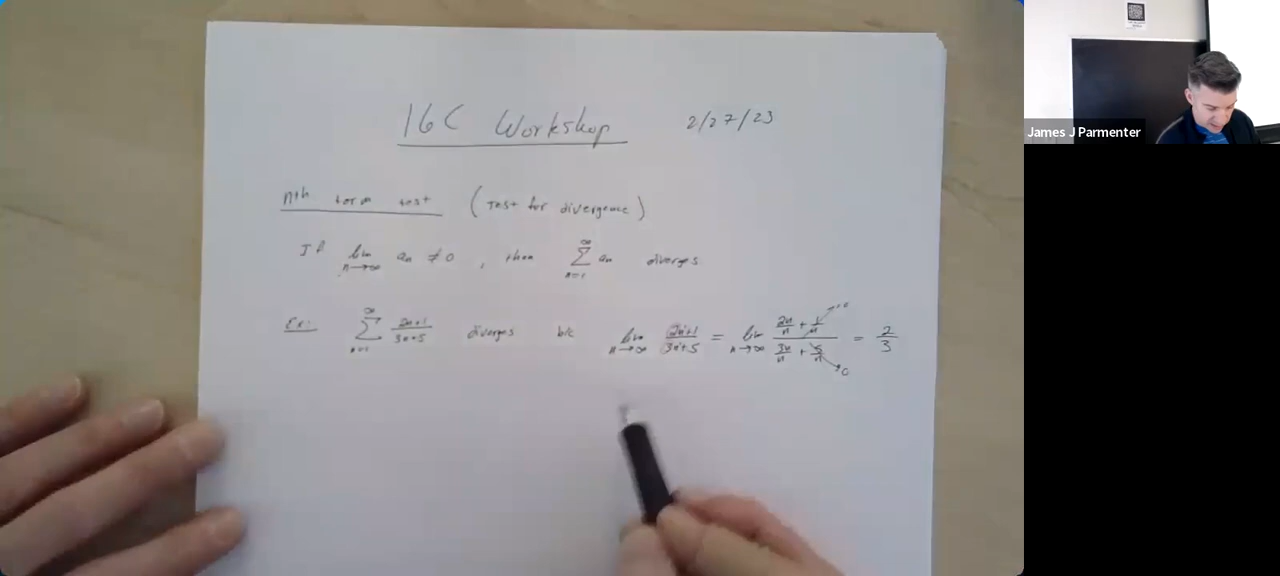 16C Workshop 2/27/23
James J Parmenter
nth term test (Test for divergence)
If lim n→∞ an ≠ 0, then ∑ n=1 ∞ an diverges
Ex: ∑ n=1 ∞ 2n+1/3n+5 diverges b/c lim n→∞ 2n+1/3n+5 = lim n→∞ (2n/n + 1/n →0)/(3n/n + 5/n →0) = 2/3